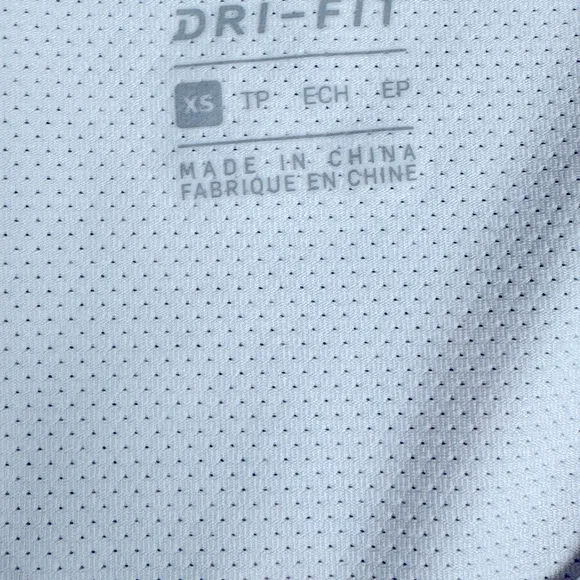 DRI-FIT
XS TP ECH EP
MADE IN CHINA
FABRIQUE EN CHINE